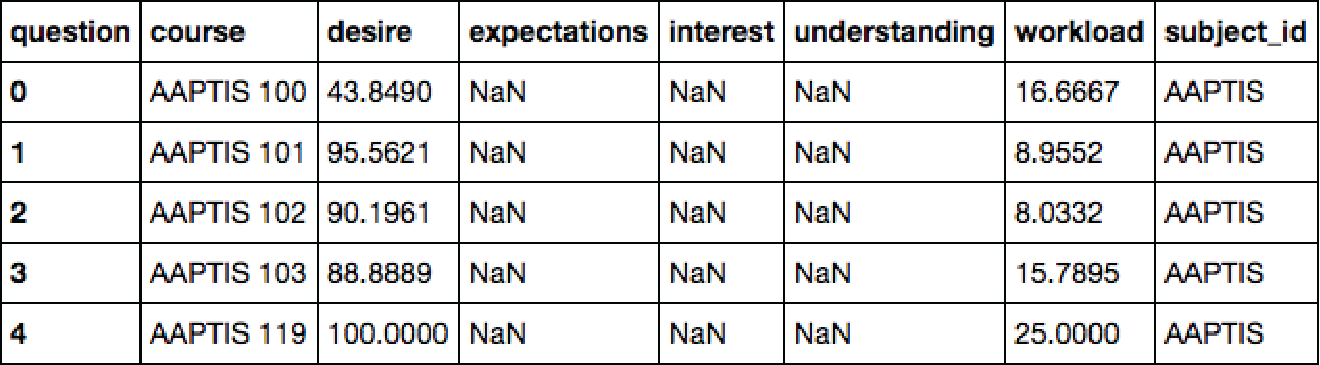 question course desire expectations interest understanding workload subject_id
0 AAPTIS 100 43.8490 NaN NaN NaN 16.6667 AAPTIS
1 AAPTIS 101 95.5621 NaN NaN NaN 8.9552 AAPTIS
2 AAPTIS 102 90.1961 NaN NaN NaN 8.0332 AAPTIS
3 AAPTIS 103 88.8889 NaN NaN NaN 15.7895 AAPTIS
4 AAPTIS 119 100.0000 NaN NaN NaN 25.0000 AAPTIS